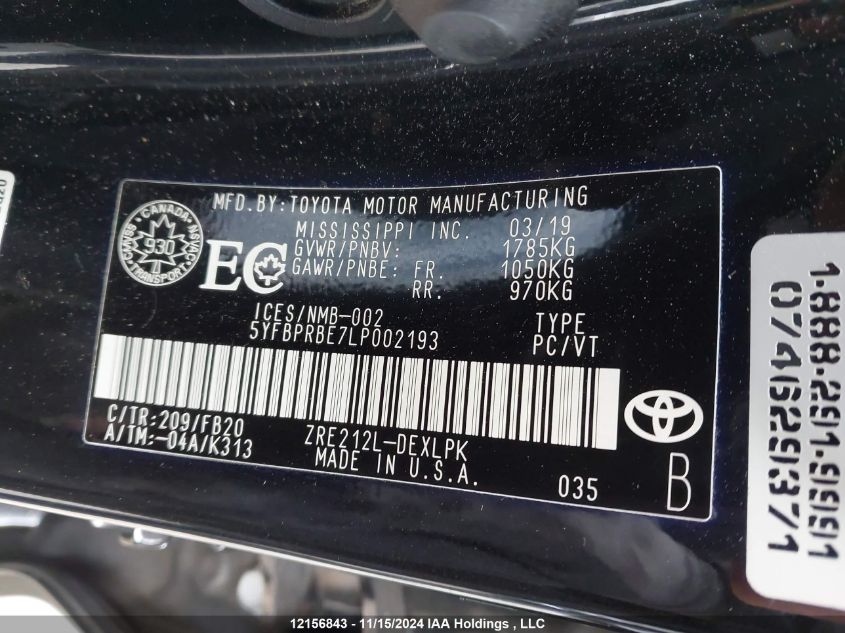 MFD.BY:TOYOTA MOTOR MANUFACTURING
MISSISSIPPI INC. 03/19
GVWR/PNBV: 1785KG
GAWR/PNBE: FR. 1050KG
RR. 970KG
CANADA
930
TRANSPORT
EC
ICES/NMB-002
5YFBPRBE7LP002193
TYPE
PC/VT
C/TR:209/FB20
A/TM:-04A/K313
ZRE212L-DEXLPK
MADE IN U.S.A.
035
B
1-888-291-9991
074629371
12156843 - 11/15/2024 IAA Holdings , LLC